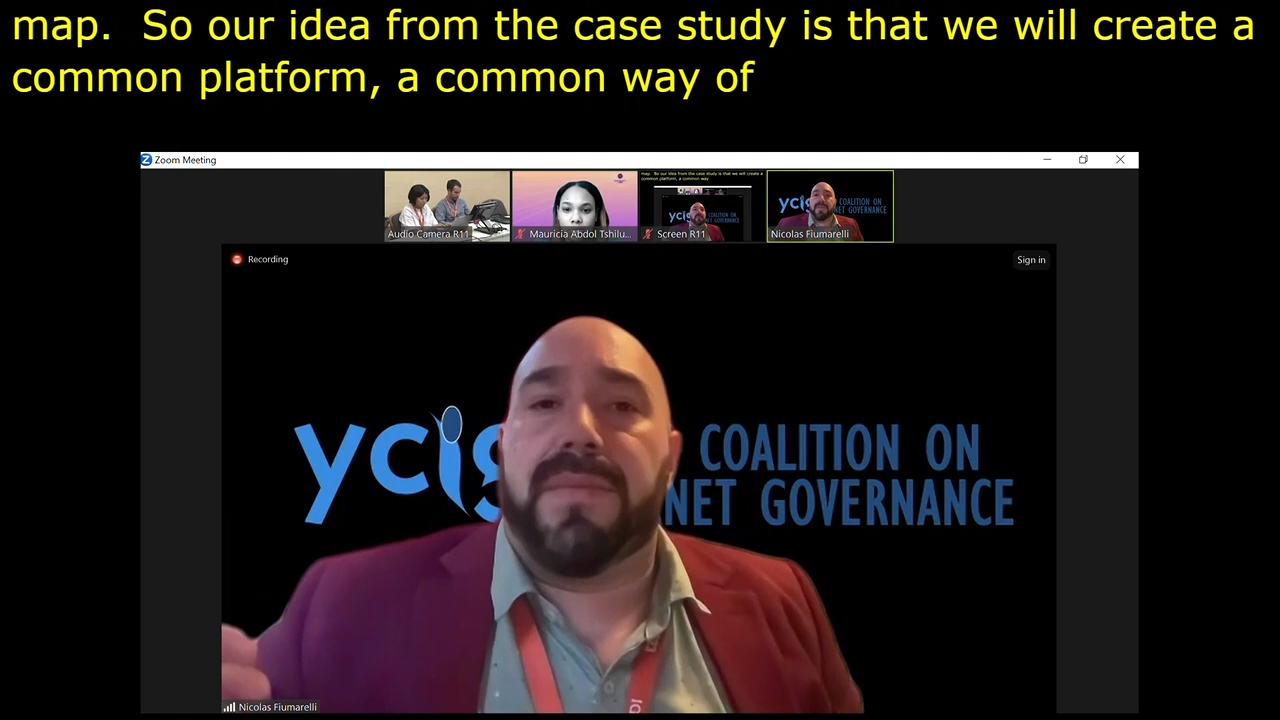 map.  So our idea from the case study is that we will create a
common platform, a common way of
Zoom Meeting
Audio Camera R11
Mauricia Abdol Tshilu...
Screen R11
Nicolas Fiumarelli
Recording
Sign in
ycig
COALITION ON
NET GOVERNANCE
Nicolas Fiumarelli